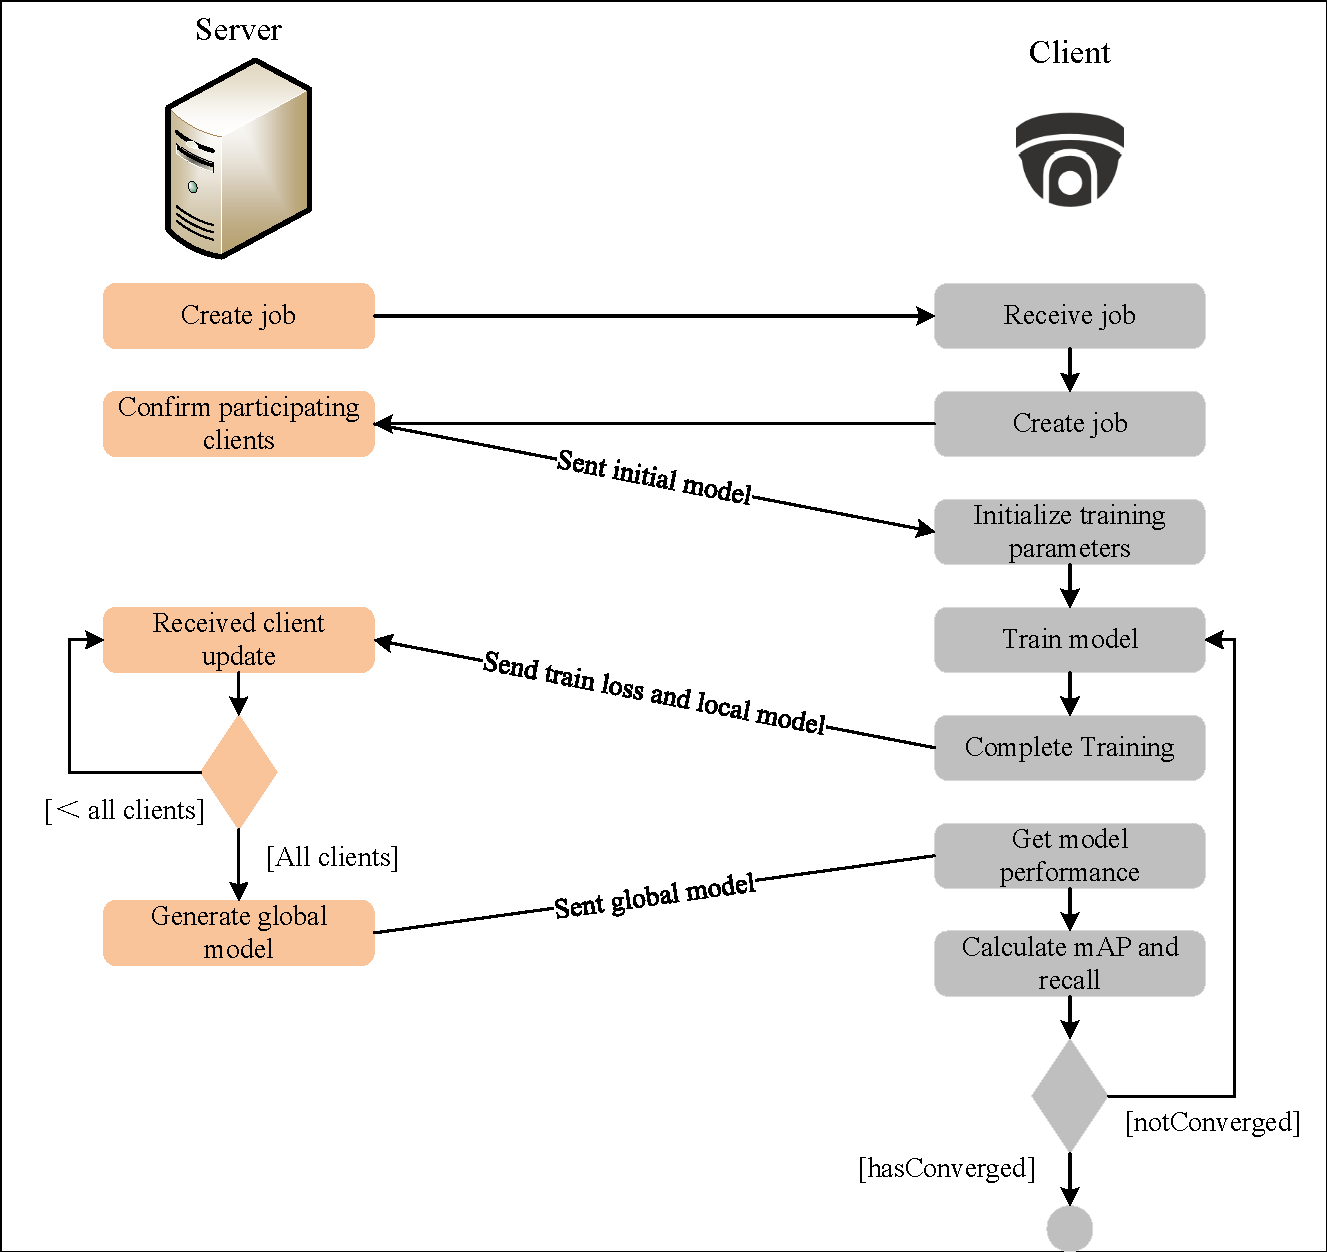 Server
Client
Create job
Receive job
Confirm participating
clients
Create job
Sent initial model
Initialize training
parameters
Received client
update
Train model
Send train loss and local model
Complete Training
[< all clients]
[All clients]
Get model
performance
Sent global model
Generate global
model
Calculate mAP and
recall
[notConverged]
[hasConverged]